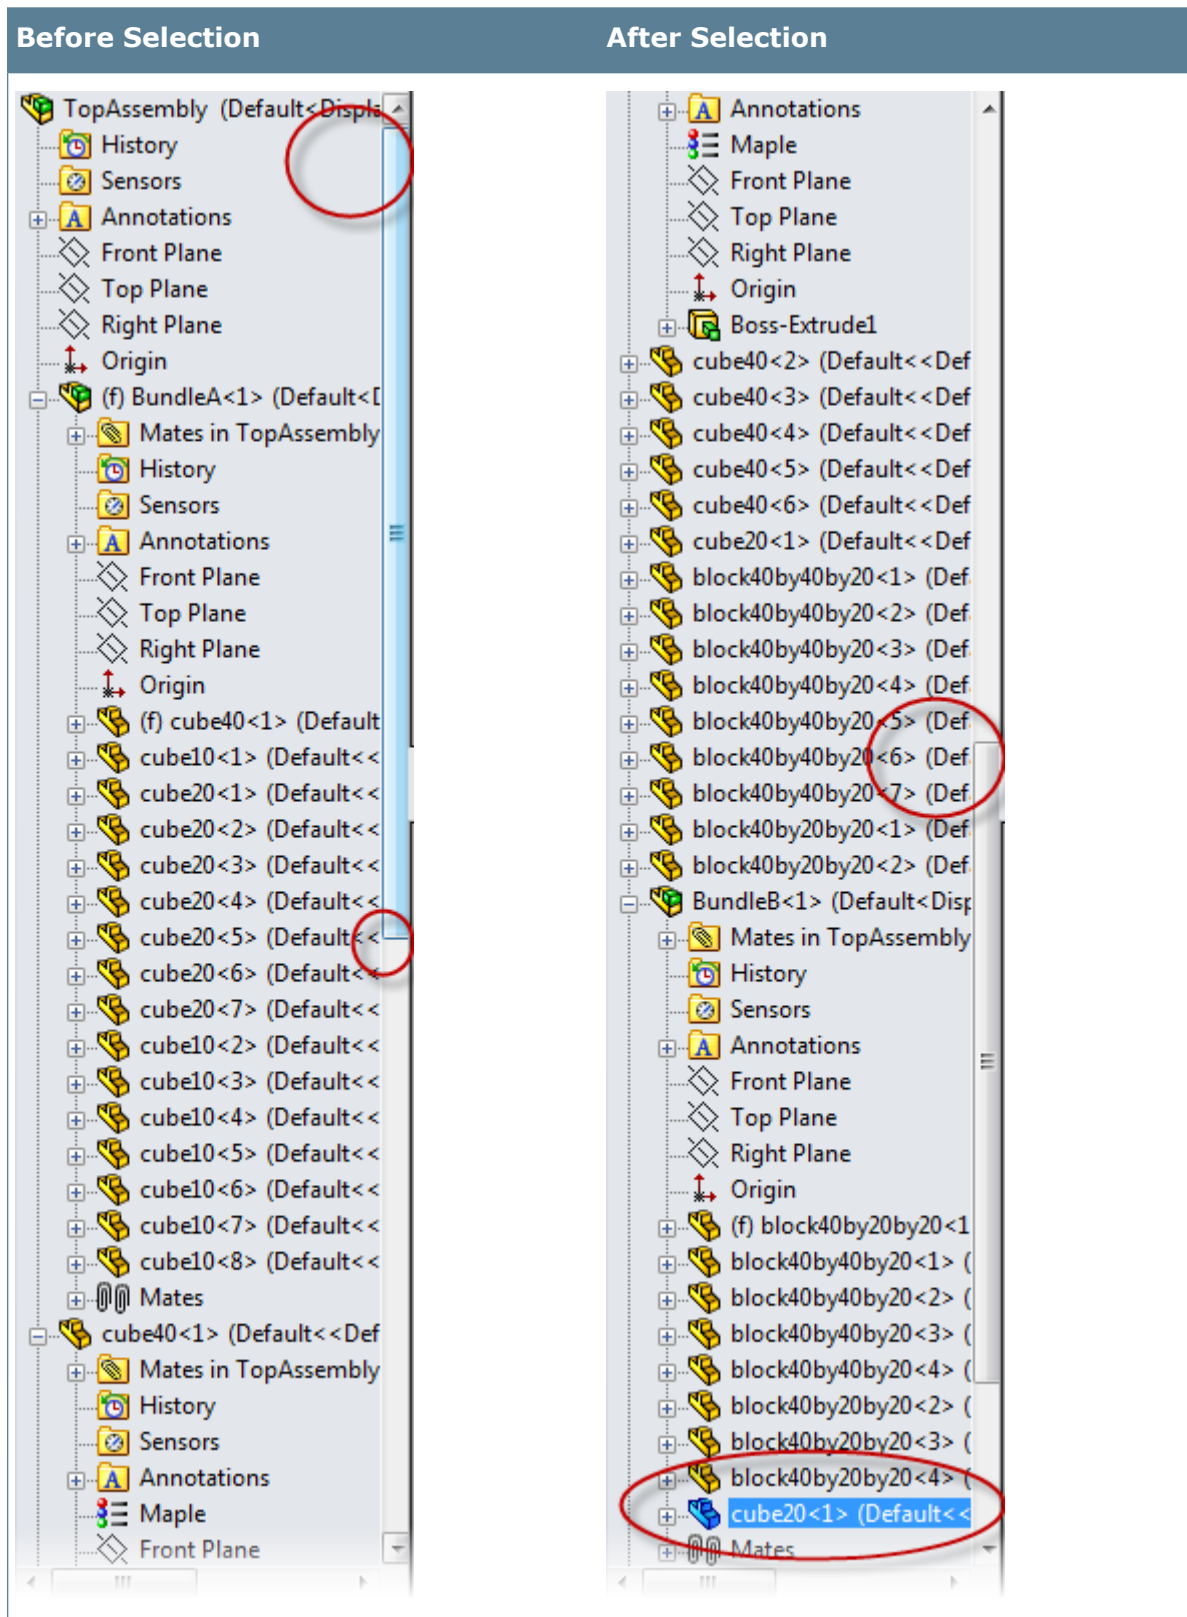 Before Selection
After Selection
TopAssembly (Default<Displa
History
Sensors
Annotations
Front Plane
Top Plane
Right Plane
Origin
(f) BundleA<1> (Default<D
Mates in TopAssembly
History
Sensors
Annotations
Front Plane
Top Plane
Right Plane
Origin
(f) cube40<1> (Default
cube10<1> (Default<<
cube20<1> (Default<<
cube20<2> (Default<<
cube20<3> (Default<<
cube20<4> (Default<<
cube20<5> (Default<<
cube20<6> (Default<<
cube20<7> (Default<<
cube10<2> (Default<<
cube10<3> (Default<<
cube10<4> (Default<<
cube10<5> (Default<<
cube10<6> (Default<<
cube10<7> (Default<<
cube10<8> (Default<<
Mates
cube40<1> (Default<<Def
Mates in TopAssembly
History
Sensors
Annotations
Maple
Front Plane
Annotations
Maple
Front Plane
Top Plane
Right Plane
Origin
Boss-Extrude1
cube40<2> (Default<<Def
cube40<3> (Default<<Def
cube40<4> (Default<<Def
cube40<5> (Default<<Def
cube40<6> (Default<<Def
cube20<1> (Default<<Def
block40by40by20<1> (Def
block40by40by20<2> (Def
block40by40by20<3> (Def
block40by40by20<4> (Def
block40by40by20<5> (Def
block40by40by20<6> (Def
block40by40by20<7> (Def
block40by20by20<1> (Def
block40by20by20<2> (Def
BundleB<1> (Default<Disp
Mates in TopAssembly
History
Sensors
Annotations
Front Plane
Top Plane
Right Plane
Origin
(f) block40by20by20<1
block40by40by20<1> (
block40by40by20<2> (
block40by40by20<3> (
block40by40by20<4> (
block40by20by20<2> (
block40by20by20<3> (
block40by20by20<4> (
cube20<1> (Default<<
Mates